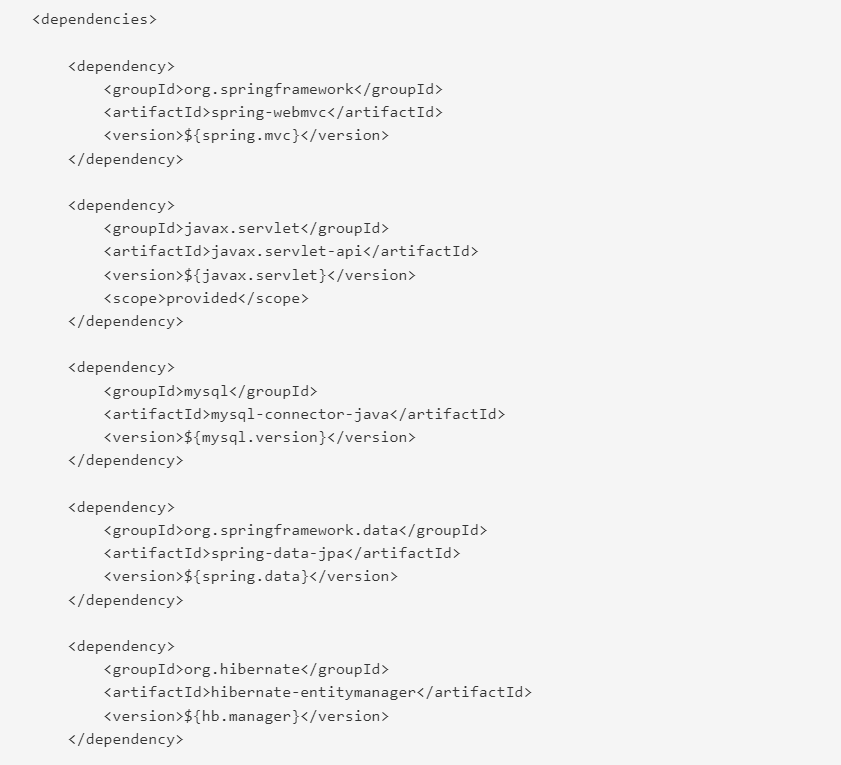 <dependencies>
<dependency>
<groupId>org.springframework</groupId>
<artifactId>spring-webmvc</artifactId>
<version>${spring.mvc}</version>
</dependency>
<dependency>
<groupId>javax.servlet</groupId>
<artifactId>javax.servlet-api</artifactId>
<version>${javax.servlet}</version>
<scope>provided</scope>
</dependency>
<dependency>
<groupId>mysql</groupId>
<artifactId>mysql-connector-java</artifactId>
<version>${mysql.version}</version>
</dependency>
<dependency>
<groupId>org.springframework.data</groupId>
<artifactId>spring-data-jpa</artifactId>
<version>${spring.data}</version>
</dependency>
<dependency>
<groupId>org.hibernate</groupId>
<artifactId>hibernate-entitymanager</artifactId>
<version>${hb.manager}</version>
</dependency>